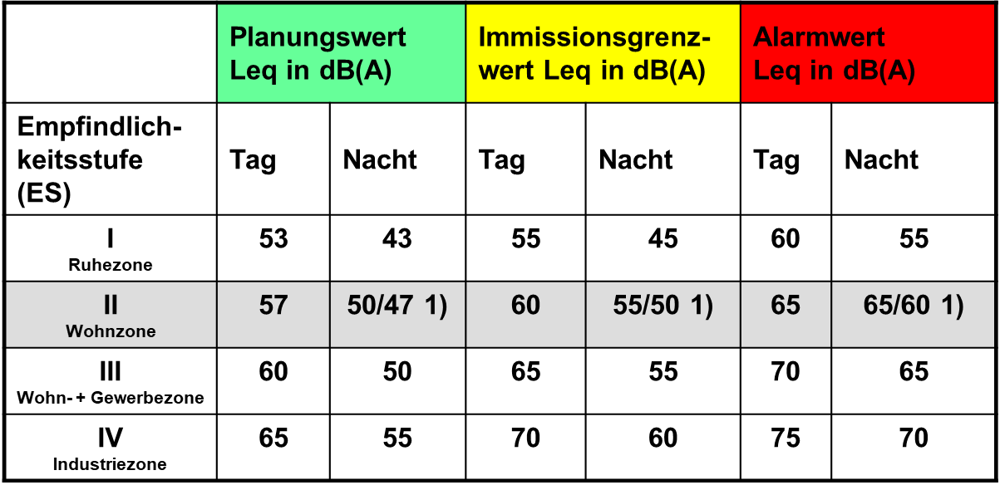 Planungswert
Leq in dB(A)
Immissionsgrenz-
wert Leq in dB(A)
Alarmwert
Leq in dB(A)
Empfindlich-
keitsstufe
(ES)
Tag Nacht Tag Nacht Tag Nacht
I
Ruhezone
53 43 55 45 60 55
II
Wohnzone
57 50/47 1) 60 55/50 1) 65 65/60 1)
III
Wohn- + Gewerbezone
60 50 65 55 70 65
IV
Industriezone
65 55 70 60 75 70